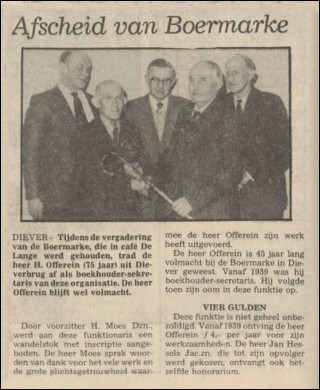 Afscheid van Boermarke
DIEVER – Tijdens de vergadering
van de Boermarke, die in café De
Lange werd gehouden, trad de
heer H. Offerein (75 jaar) uit Die-
verbrug af als boekhouder-sekre-
taris van deze organisatie. De heer
Offerein blijft wel volmacht.
Door voorzitter H. Moes Dzn.,
werd aan deze funktionaris een
wandelstok met inscriptie aange-
boden. De heer Moes sprak woor-
den van dank voor het vele werk en
de grote plichtsgetrouwheid waar-
mee de heer Offerein zijn werk
heeft uitgevoerd.
De heer Offerein is 45 jaar lang
volmacht bij de Boermarke in Die-
ver geweest. Vanaf 1939 was hij
boekhouder-secretaris. Hij volgde
toen zijn oom in deze funktie op.
VIER GULDEN
Deze funktie is niet geheel onbe-
zoldigd. Vanaf 1939 ontving de heer
Offerein ƒ 4,- per jaar voor zijn
werkzaamheden. De heer Jan Hes-
sels Jac.zn. die tot zijn opvolger
werd gekozen, ontvangt ook het-
zelfde honorarium.